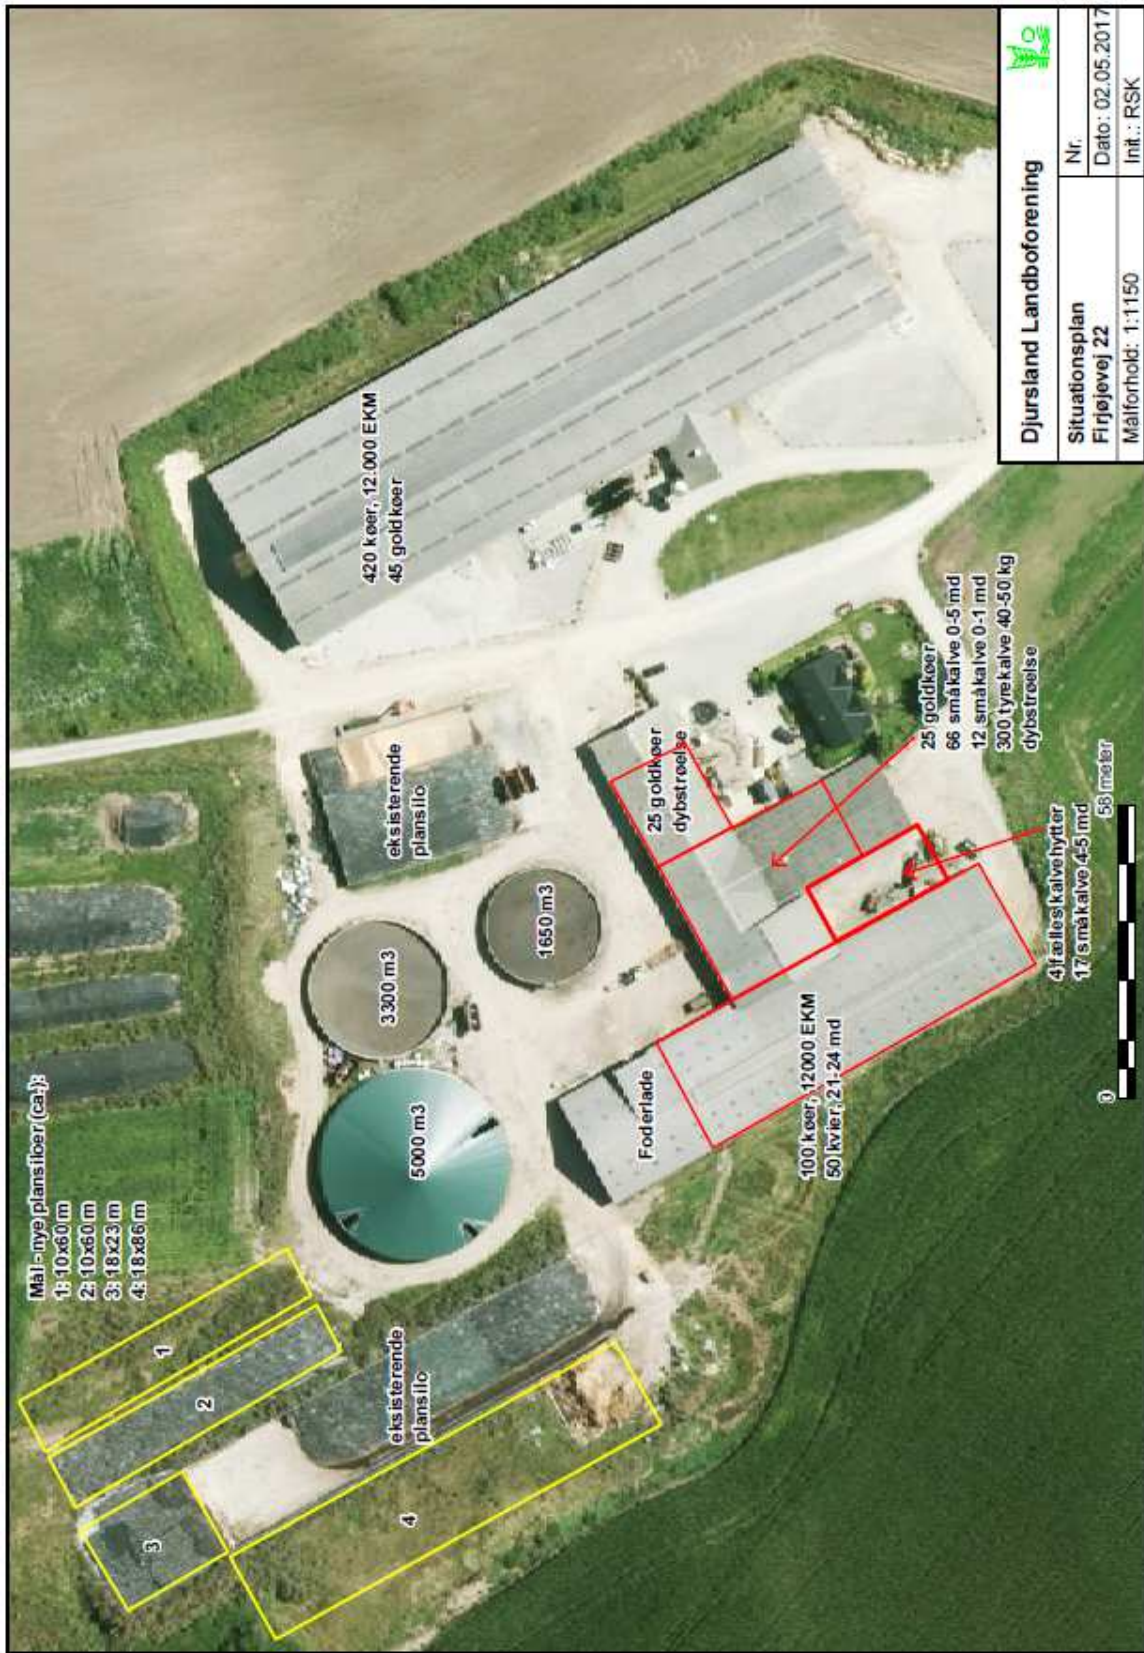 Mål - nye plansiloer (ca.):
1: 10x60 m
2: 10x60 m
3: 18x23 m
4: 18x86 m
1
2
3
4
eksisterende
plansilo
5000 m3
3300 m3
1650 m3
eksisterende
plansilo
420 køer, 12.000 EKM
45 goldkøer
Foderlade
25 goldkøer
dybstrøelse
100 køer, 12000 EKM
50 kvier, 21-24 md
25 goldkøer
66 småkalve 0-5 md
12 småkalve 0-1 md
300 tyrekalve 40-50 kg
dybstrøelse
4 fælleskalvehytter
17 småkalve 4-5 md
0
58 meter
Djursland Landboforening
Situationsplan
Firjøjevej 22
Målforhold: 1:1150
Nr.
Dato: 02.05.2017
Init.: RSK